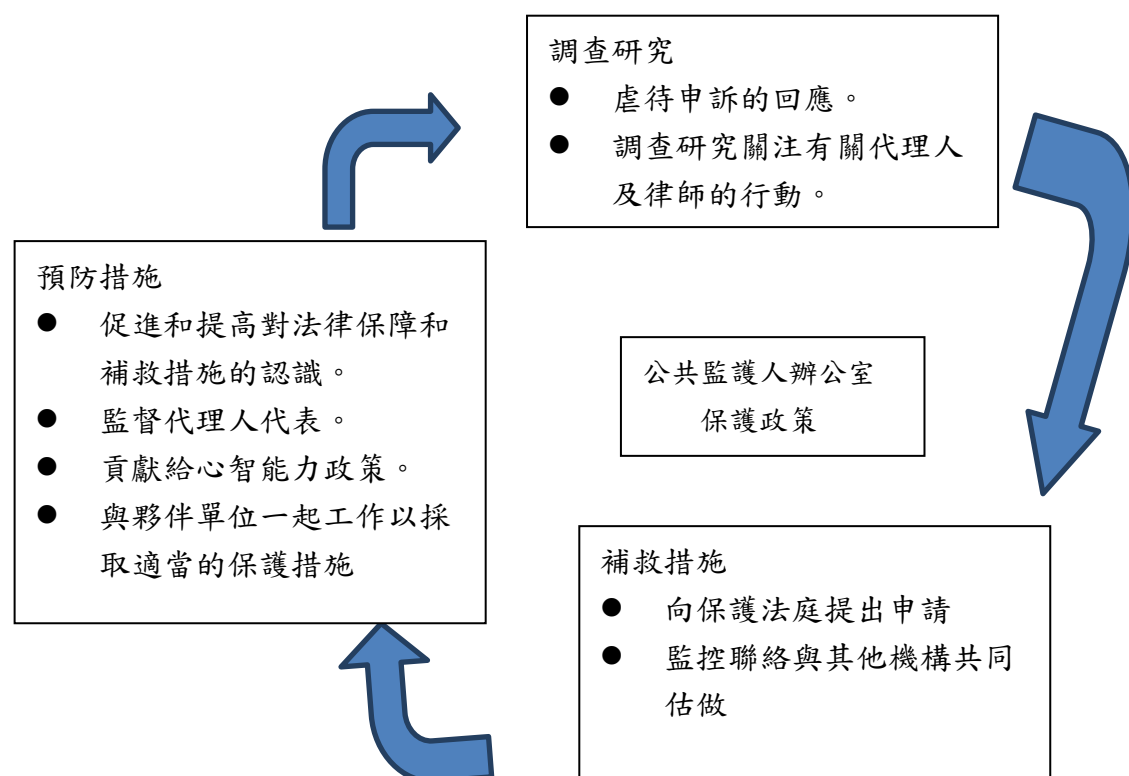 調查研究
● 虐待申訴的回應。
● 調查研究關注有關代理人
及律師的行動。
預防措施
● 促進和提高對法律保障和
補救措施的認識。
● 監督代理人代表。
● 貢獻給心智能力政策。
● 與夥伴單位一起工作以採
取適當的保護措施
公共監護人辦公室
保護政策
補救措施
● 向保護法庭提出申請
● 監控聯絡與其他機構共同
估做